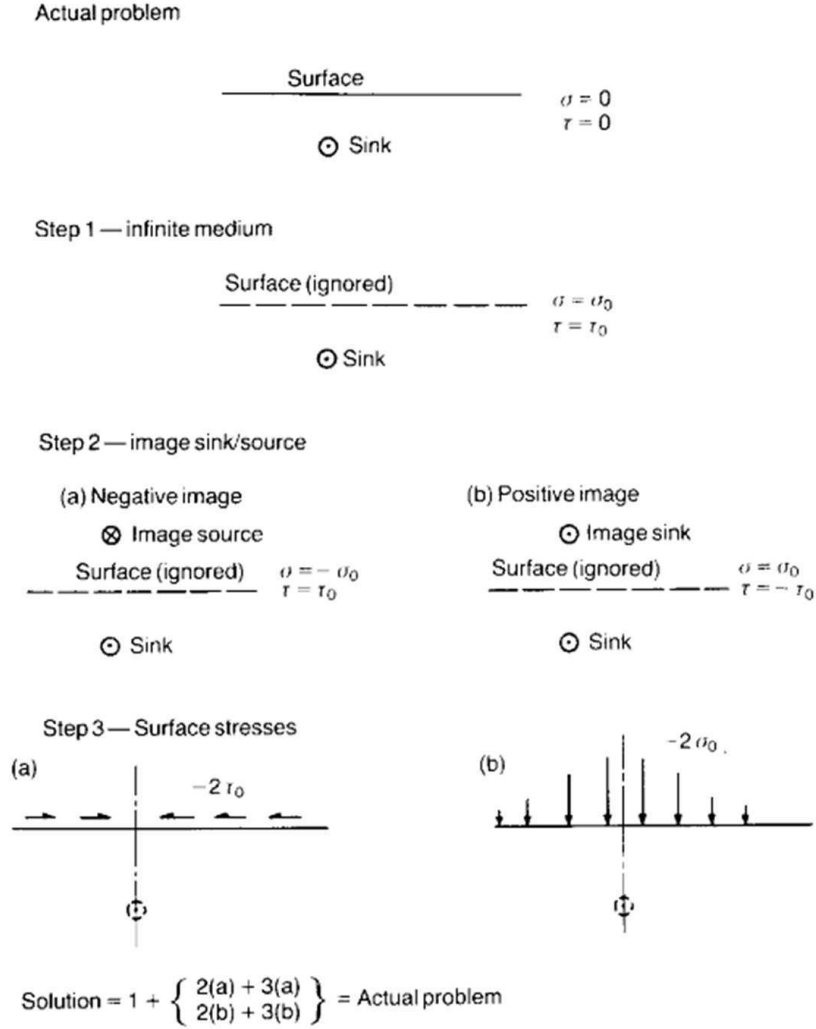 Actual problem
Surface
σ = 0
τ = 0
Sink
Step 1 — infinite medium
Surface (ignored)
σ = σ₀
τ = τ₀
Sink
Step 2 — image sink/source
(a) Negative image
Image source
Surface (ignored)
σ = − σ₀
τ = τ₀
Sink
(b) Positive image
Image sink
Surface (ignored)
σ = σ₀
τ = − τ₀
Sink
Step 3 — Surface stresses
(a)
−2 τ₀
(b)
−2 σ₀
Solution = 1 + { 2(a) + 3(a)
2(b) + 3(b) } = Actual problem